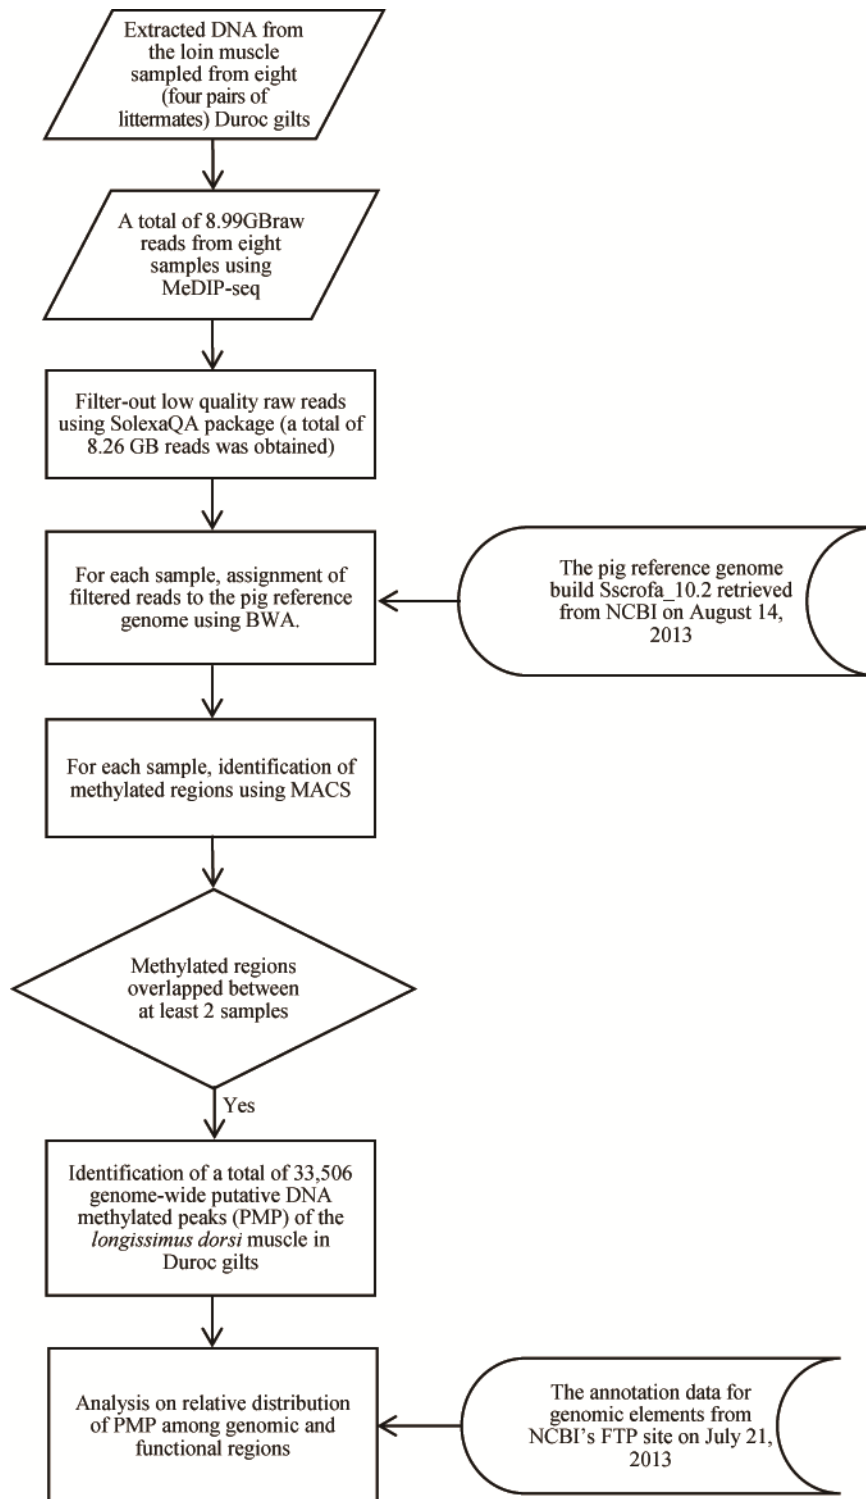 Extracted DNA from
the loin muscle
sampled from eight
(four pairs of
littermates) Duroc gilts
A total of 8.99GBraw
reads from eight
samples using
MeDIP-seq
Filter-out low quality raw reads
using SolexaQA package (a total of
8.26 GB reads was obtained)
For each sample, assignment of
filtered reads to the pig reference
genome using BWA.
The pig reference genome
build Sscrofa_10.2 retrieved
from NCBI on August 14,
2013
For each sample, identification of
methylated regions using MACS
Methylated regions
overlapped between
at least 2 samples
Yes
Identification of a total of 33,506
genome-wide putative DNA
methylated peaks (PMP) of the
longissimus dorsi muscle in
Duroc gilts
Analysis on relative distribution
of PMP among genomic and
functional regions
The annotation data for
genomic elements from
NCBI's FTP site on July 21,
2013